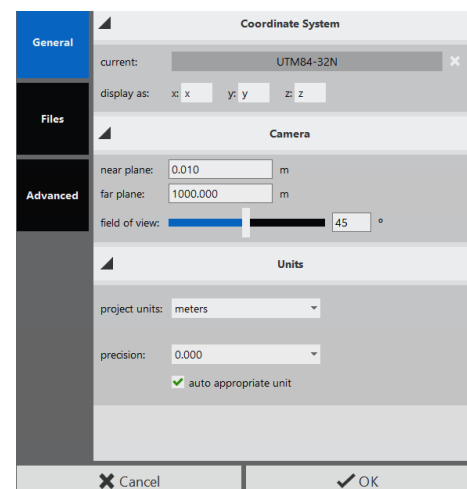 General
Files
Advanced
Coordinate System
current: UTM84-32N
display as: x: x y: y z: z
Camera
near plane: 0.010 m
far plane: 1000.000 m
field of view: 45 °
Units
project units: meters
precision: 0.000
auto appropriate unit
Cancel OK